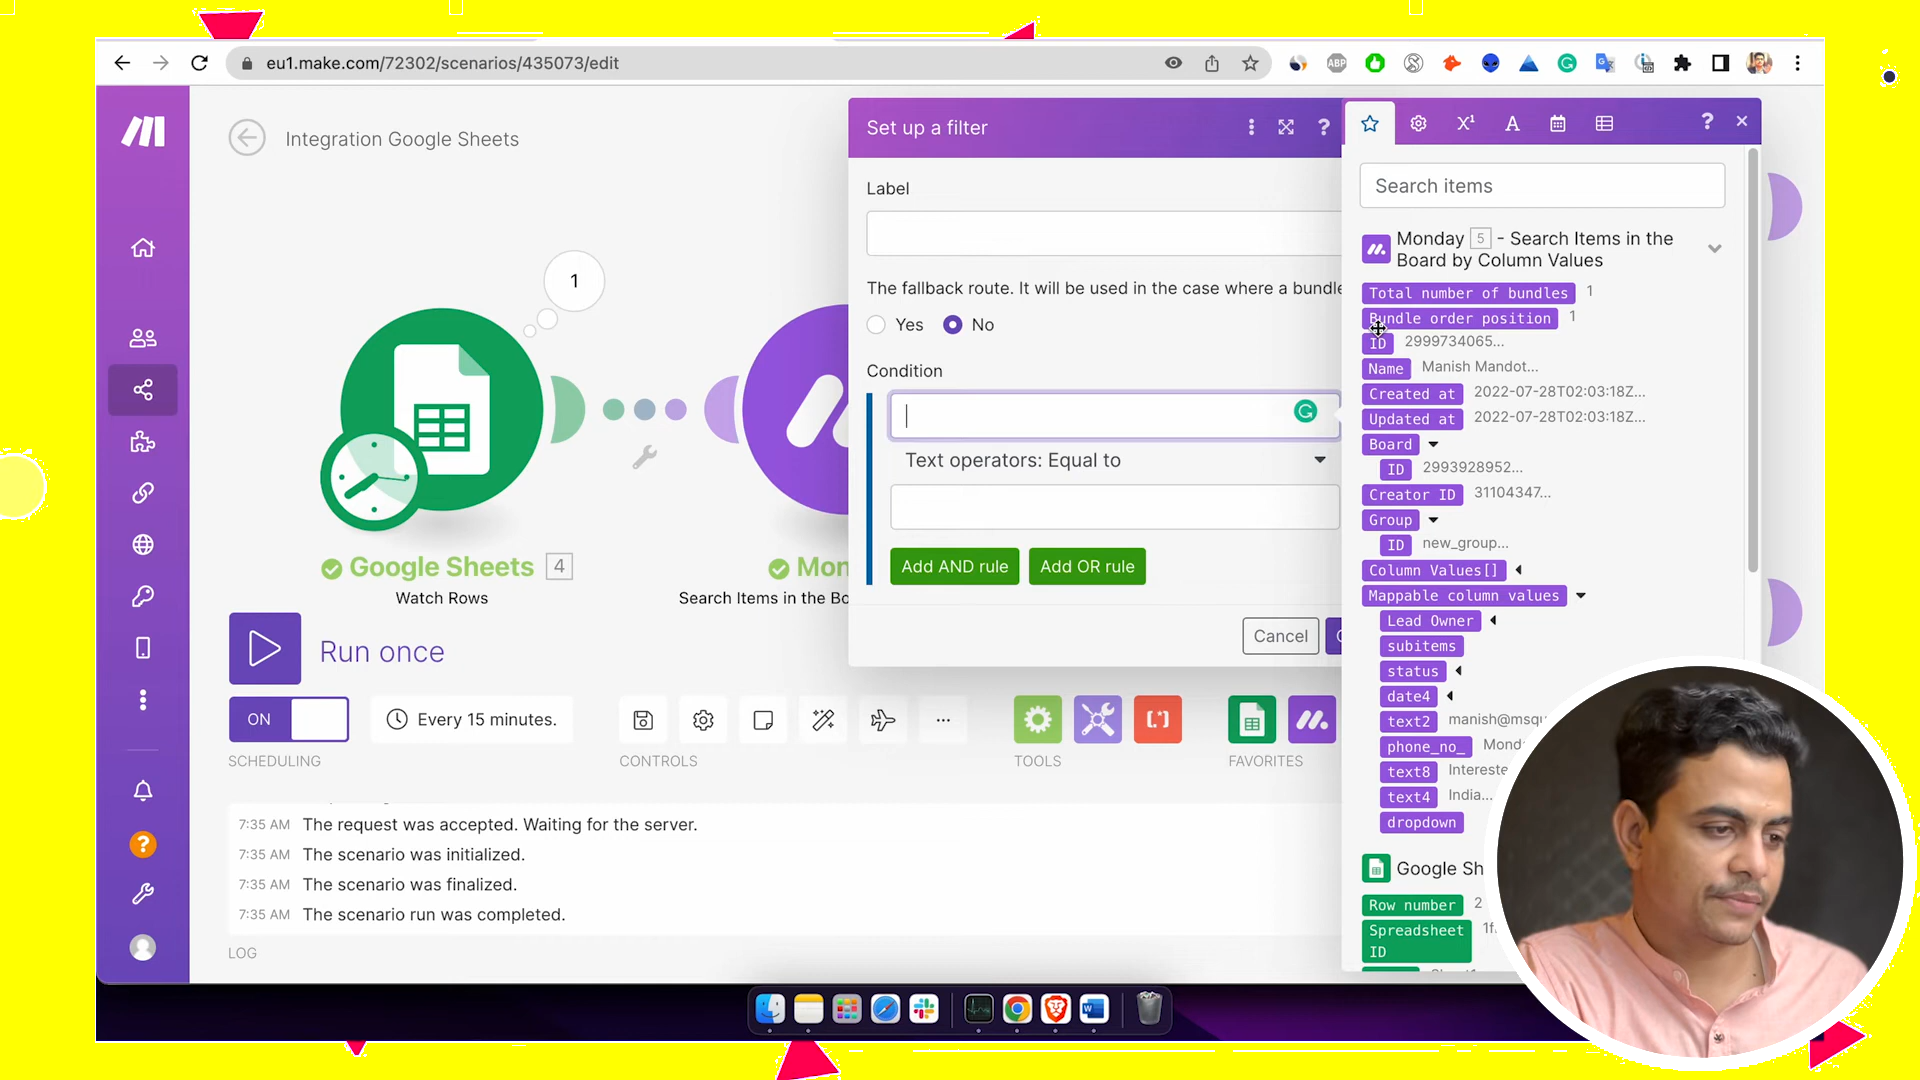 eu1.make.com/72302/scenarios/435073/edit
ABP
Integration Google Sheets
1
Google Sheets 4
Watch Rows
Mon
Search Items in the Bo
Run once
ON
Every 15 minutes.
SCHEDULING
CONTROLS
TOOLS
FAVORITES
7:35 AM The request was accepted. Waiting for the server.
7:35 AM The scenario was initialized.
7:35 AM The scenario was finalized.
7:35 AM The scenario run was completed.
LOG
Set up a filter
Label
The fallback route. It will be used in the case where a bundle
Yes No
Condition
Text operators: Equal to
Add AND rule Add OR rule
Cancel
Search items
Monday 5 - Search Items in the
Board by Column Values
Total number of bundles 1
Bundle order position 1
ID 2999734065...
Name Manish Mandot...
Created at 2022-07-28T02:03:18Z...
Updated at 2022-07-28T02:03:18Z...
Board
ID 2993928952...
Creator ID 31104347...
Group
ID new_group...
Column Values[]
Mappable column values
Lead Owner
subitems
status
date4
text2 manish@msqu
phone_no_ Mond
text8 Intereste
text4 India...
dropdown
Google Sh
Row number 2
Spreadsheet 1f
ID